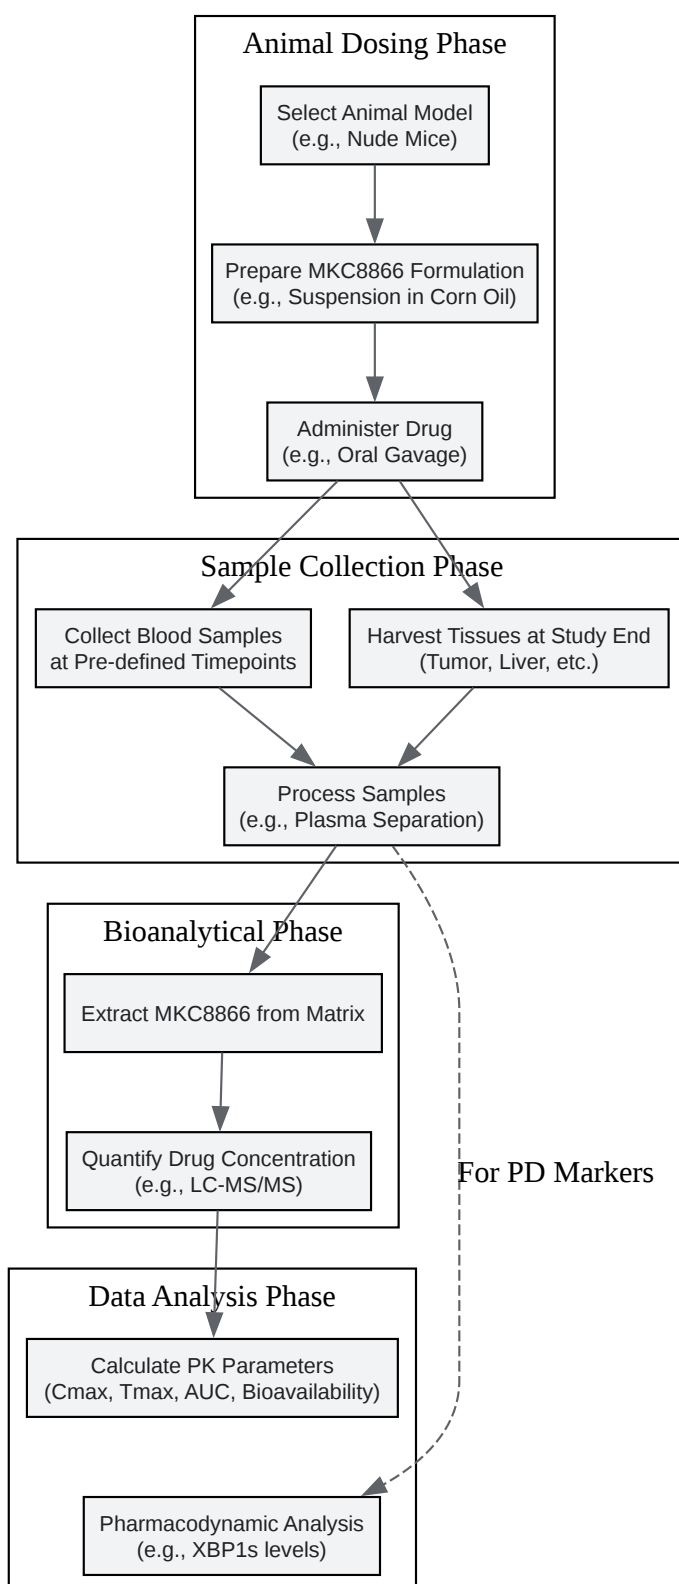 Animal Dosing Phase
Select Animal Model
(e.g., Nude Mice)
Prepare MKC8866 Formulation
(e.g., Suspension in Corn Oil)
Administer Drug
(e.g., Oral Gavage)
Sample Collection Phase
Collect Blood Samples
at Pre-defined Timepoints
Harvest Tissues at Study End
(Tumor, Liver, etc.)
Process Samples
(e.g., Plasma Separation)
Bioanalytical Phase
Extract MKC8866 from Matrix
Quantify Drug Concentration
(e.g., LC-MS/MS)
For PD Markers
Data Analysis Phase
Calculate PK Parameters
(Cmax, Tmax, AUC, Bioavailability)
Pharmacodynamic Analysis
(e.g., XBP1s levels)